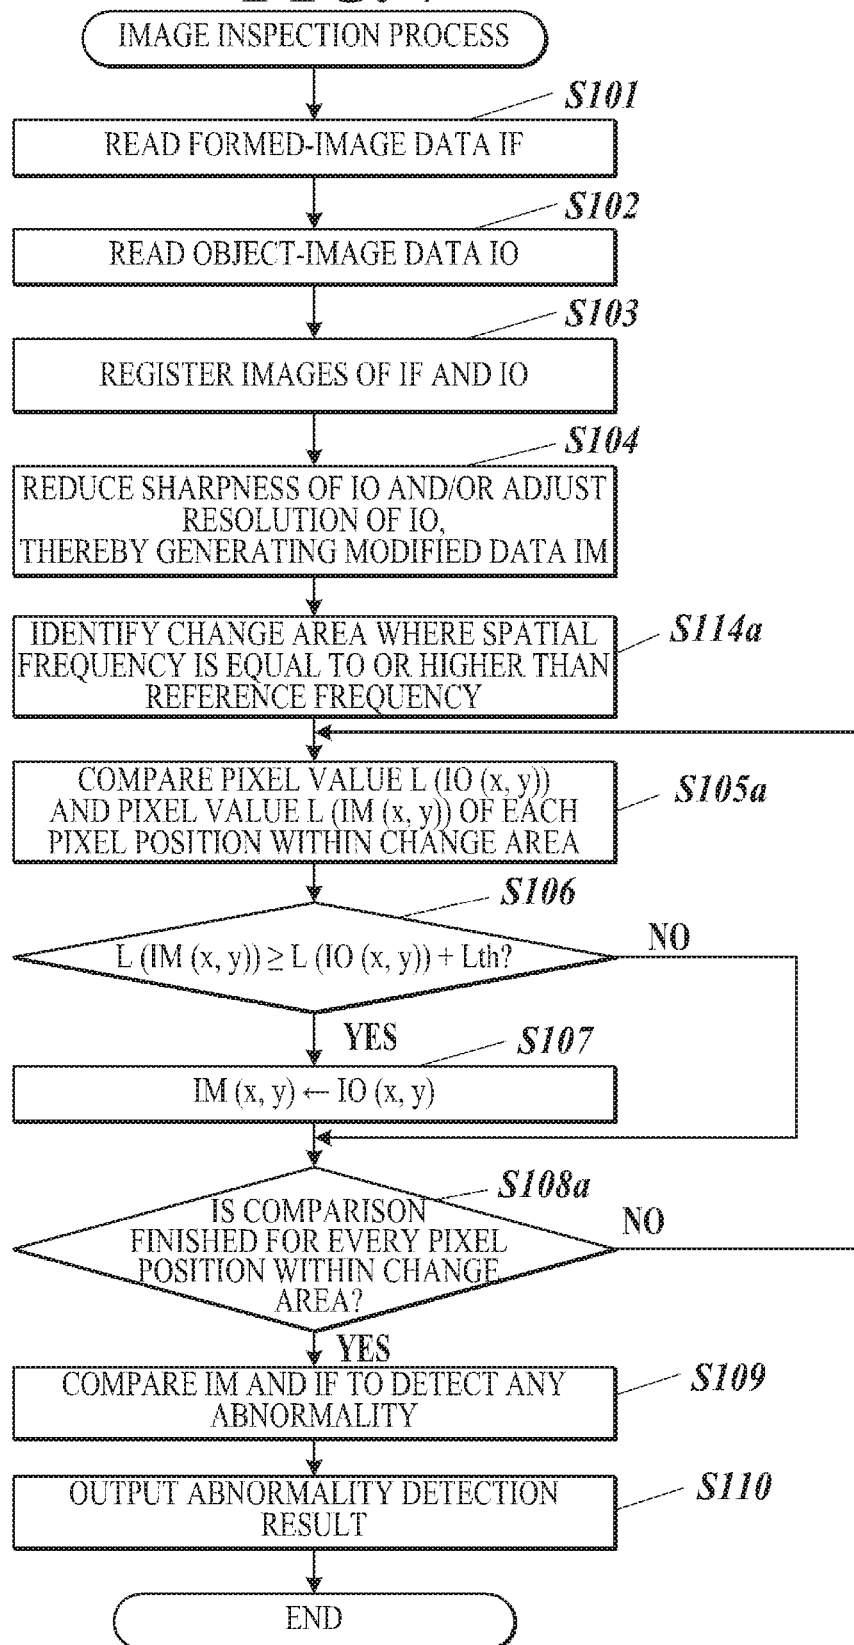 IMAGE INSPECTION PROCESS
S101
READ FORMED-IMAGE DATA IF
S102
READ OBJECT-IMAGE DATA IO
S103
REGISTER IMAGES OF IF AND IO
S104
REDUCE SHARPNESS OF IO AND/OR ADJUST
RESOLUTION OF IO,
THEREBY GENERATING MODIFIED DATA IM
S114a
IDENTIFY CHANGE AREA WHERE SPATIAL
FREQUENCY IS EQUAL TO OR HIGHER THAN
REFERENCE FREQUENCY
S105a
COMPARE PIXEL VALUE L (IO (x, y))
AND PIXEL VALUE L (IM (x, y)) OF EACH
PIXEL POSITION WITHIN CHANGE AREA
S106
L (IM (x, y)) ≥ L (IO (x, y)) + Lth?
NO
YES
S107
IM (x, y) ← IO (x, y)
S108a
IS COMPARISON
FINISHED FOR EVERY PIXEL
POSITION WITHIN CHANGE
AREA?
NO
YES
S109
COMPARE IM AND IF TO DETECT ANY
ABNORMALITY
S110
OUTPUT ABNORMALITY DETECTION
RESULT
END